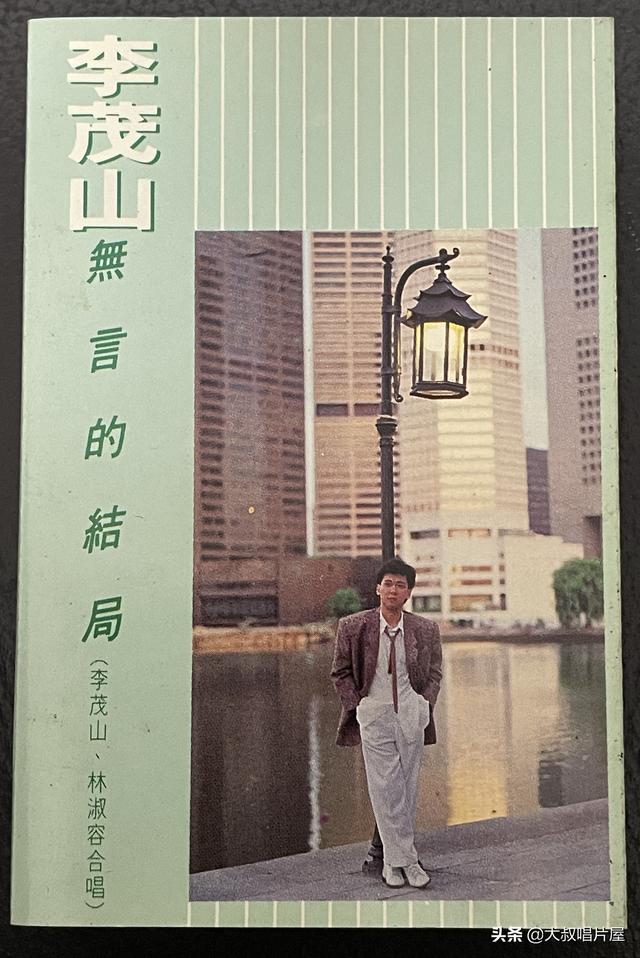 李茂山
無言的結局
(李茂山、林淑容合唱)
头条 @大叔唱片屋